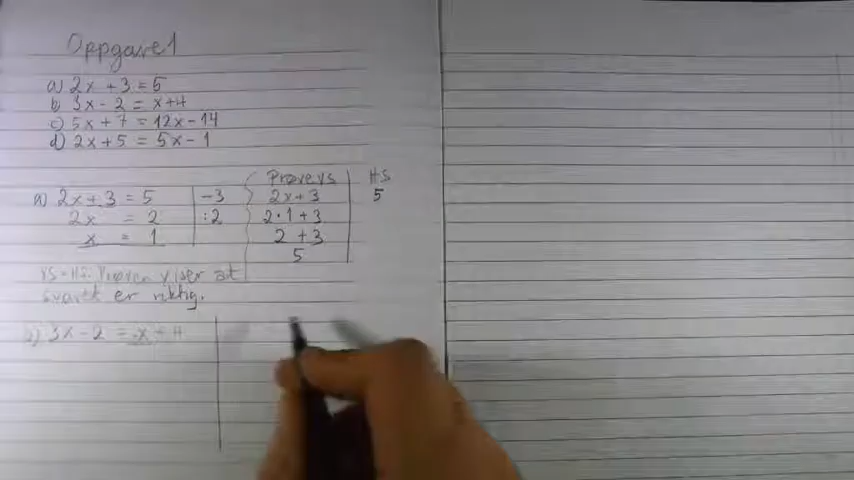 Oppgave 1
a) 2x + 3 = 5
b) 3x - 2 = x + 4
c) 5x + 7 = 12x - 14
d) 2x + 5 = 5x - 1
Prøve VS HS
a) 2x + 3 = 5 -3 2x + 3 5
2x = 2 :2 2·1 + 3
x = 1 2 + 3
5
VS = HS. Prøven viser at
svaret er riktig.
b) 3x - 2 = x + 4